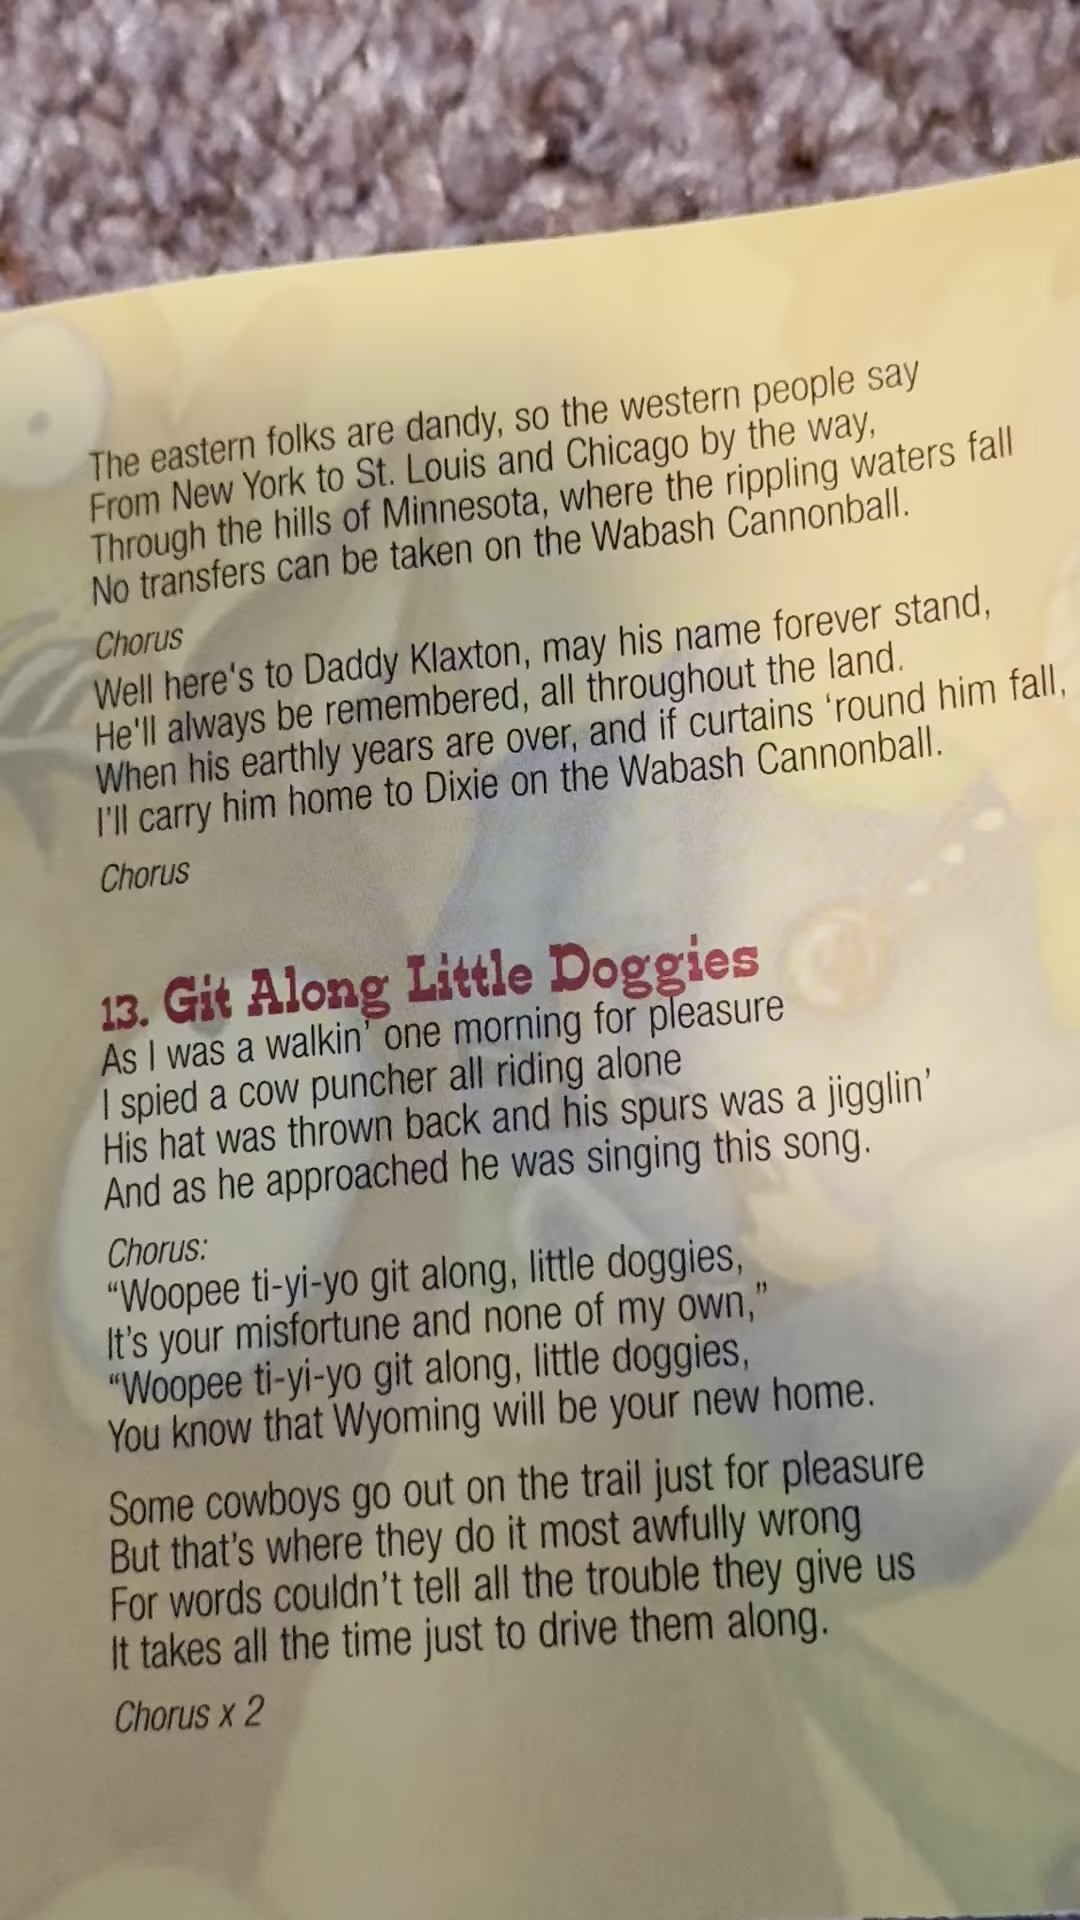 The eastern folks are dandy, so the western people say
From New York to St. Louis and Chicago by the way,
Through the hills of Minnesota, where the rippling waters fall
No transfers can be taken on the Wabash Cannonball.
Chorus
Well here's to Daddy Klaxton, may his name forever stand,
He'll always be remembered, all throughout the land.
When his earthly years are over, and if curtains ‘round him fall,
I'll carry him home to Dixie on the Wabash Cannonball.
Chorus
13. Git Along Little Doggies
As I was a walkin’ one morning for pleasure
I spied a cow puncher all riding alone
His hat was thrown back and his spurs was a jigglin’
And as he approached he was singing this song.
Chorus:
“Woopee ti-yi-yo git along, little doggies,
It’s your misfortune and none of my own,”
“Woopee ti-yi-yo git along, little doggies,
You know that Wyoming will be your new home.
Some cowboys go out on the trail just for pleasure
But that’s where they do it most awfully wrong
For words couldn’t tell all the trouble they give us
It takes all the time just to drive them along.
Chorus x 2